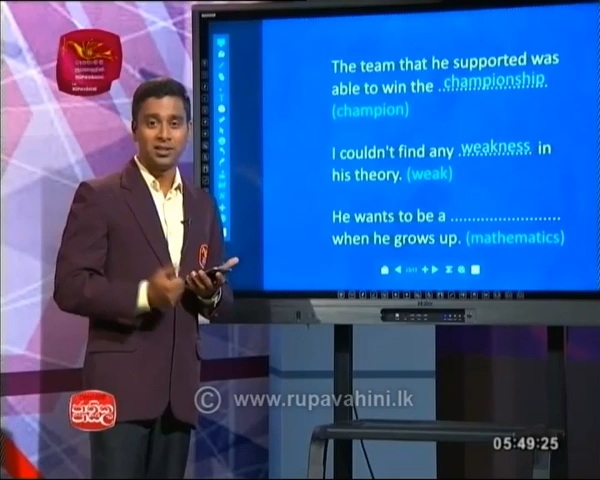 The team that he supported was
able to win the championship
(champion)
I couldn't find any weakness in
his theory. (weak)
He wants to be a ..........................
when he grows up. (mathematics)
© www.rupavahini.lk
05:49:25